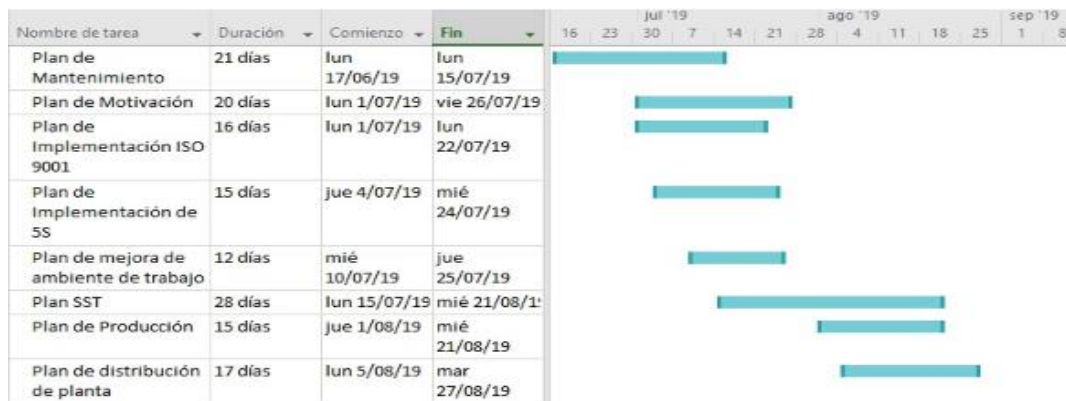 jul '19 ago '19 sep '19
Nombre de tarea Duración Comienzo Fin 16 23 30 7 14 21 28 4 11 18 25 1 8
Plan de 21 días lun lun
Mantenimiento 17/06/19 15/07/19
Plan de Motivación 20 días lun 1/07/19 vie 26/07/19
Plan de 16 días lun 1/07/19 lun
Implementación ISO 22/07/19
9001
Plan de 15 días jue 4/07/19 mié
Implementación de 24/07/19
5S
Plan de mejora de 12 días mié jue
ambiente de trabajo 10/07/19 25/07/19
Plan SST 28 días lun 15/07/19 mié 21/08/1
Plan de Producción 15 días jue 1/08/19 mié
21/08/19
Plan de distribución 17 días lun 5/08/19 mar
de planta 27/08/19